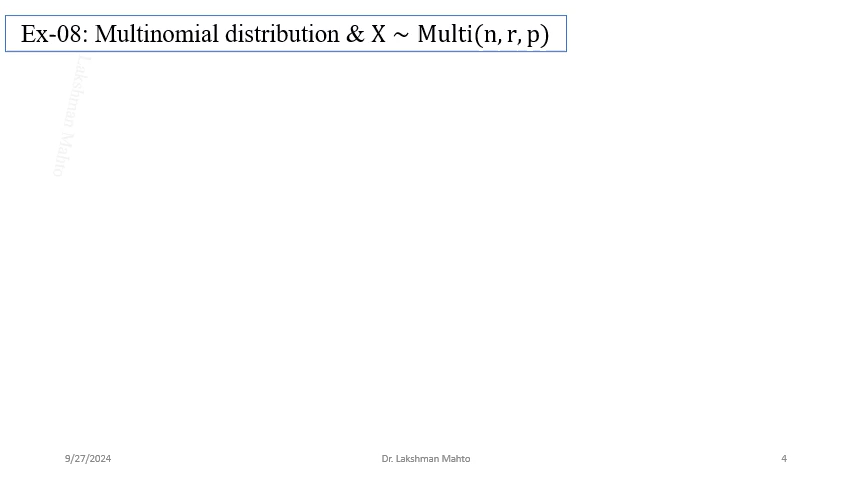 Ex-08: Multinomial distribution & X ~ Multi(n, r, p)
Lakshman Mahto
9/27/2024
Dr. Lakshman Mahto
4